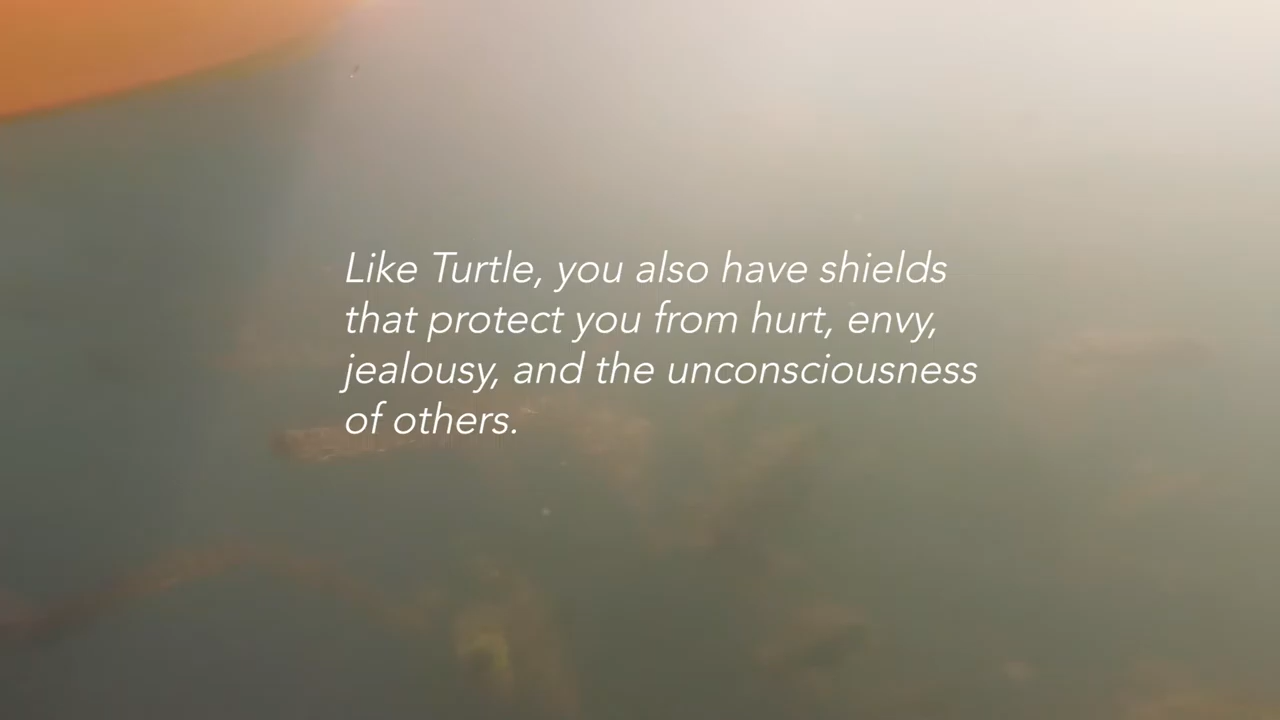 Like Turtle, you also have shields
that protect you from hurt, envy,
jealousy, and the unconsciousness
of others.